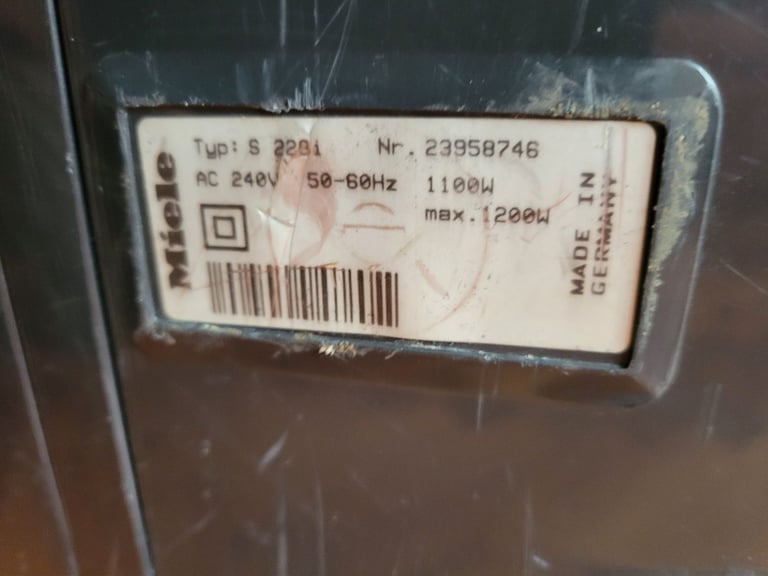 Miele
Typ: S 228i Nr. 23958746
AC 240V 50-60Hz 1100W
max. 1200W
MADE IN
GERMANY